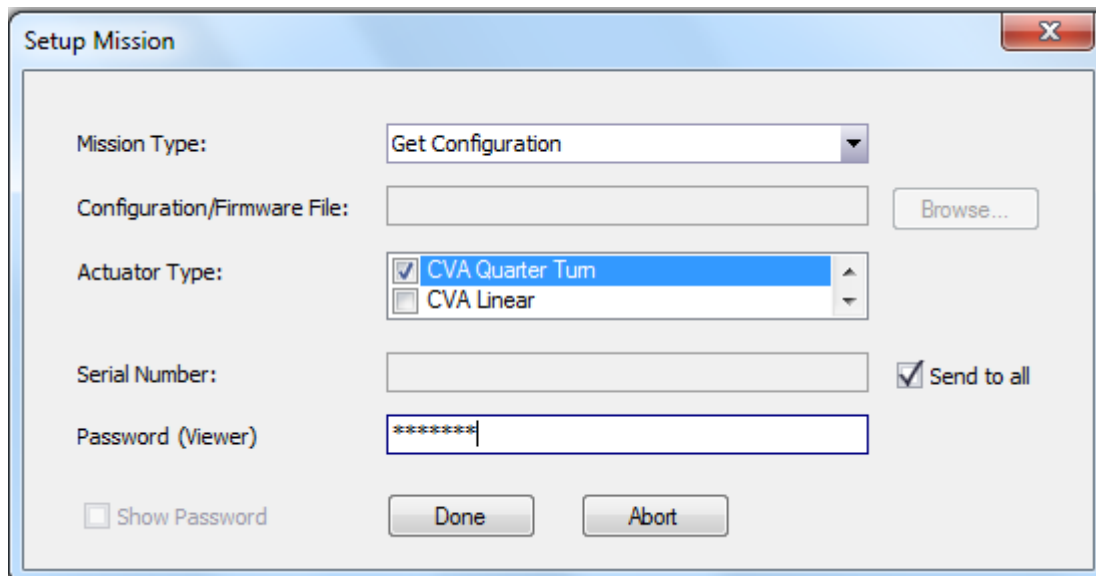 Setup Mission
Mission Type: Get Configuration
Configuration/Firmware File: Browse...
Actuator Type: CVA Quarter Turn
CVA Linear
Serial Number: Send to all
Password (Viewer) *******
Show Password Done Abort